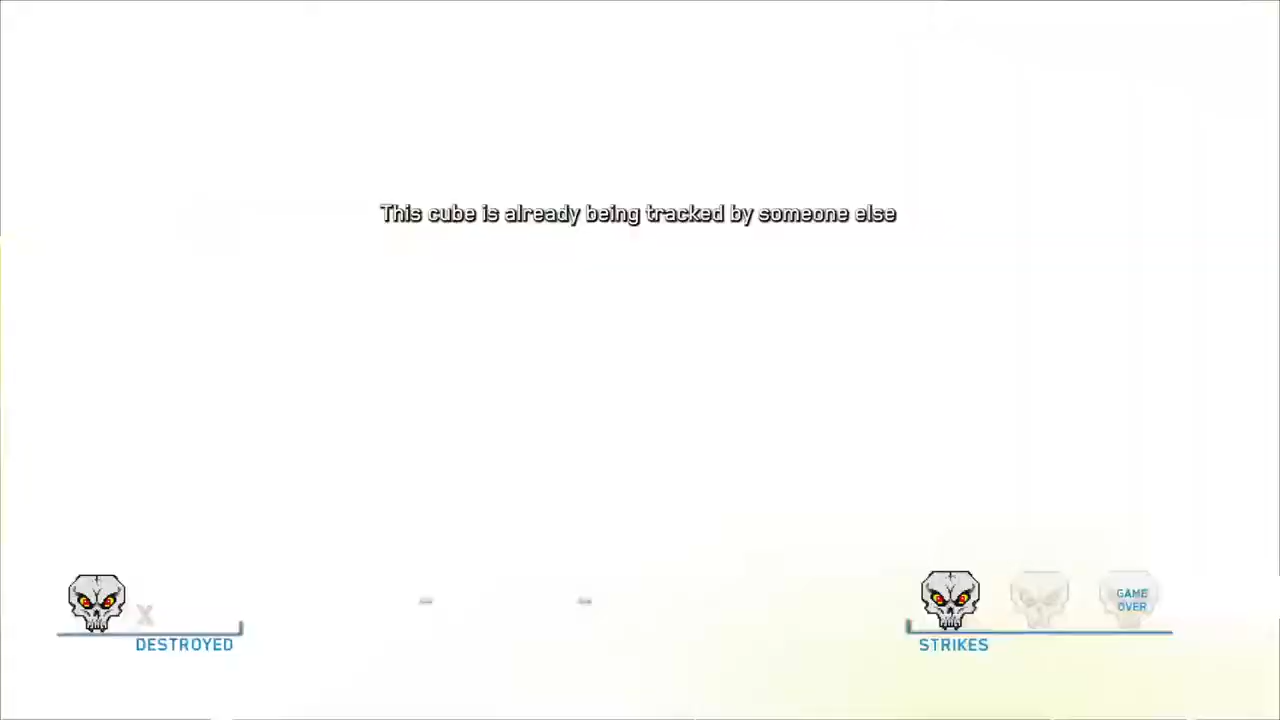 This cube is already being tracked by someone else
X
DESTROYED
GAME
OVER
STRIKES